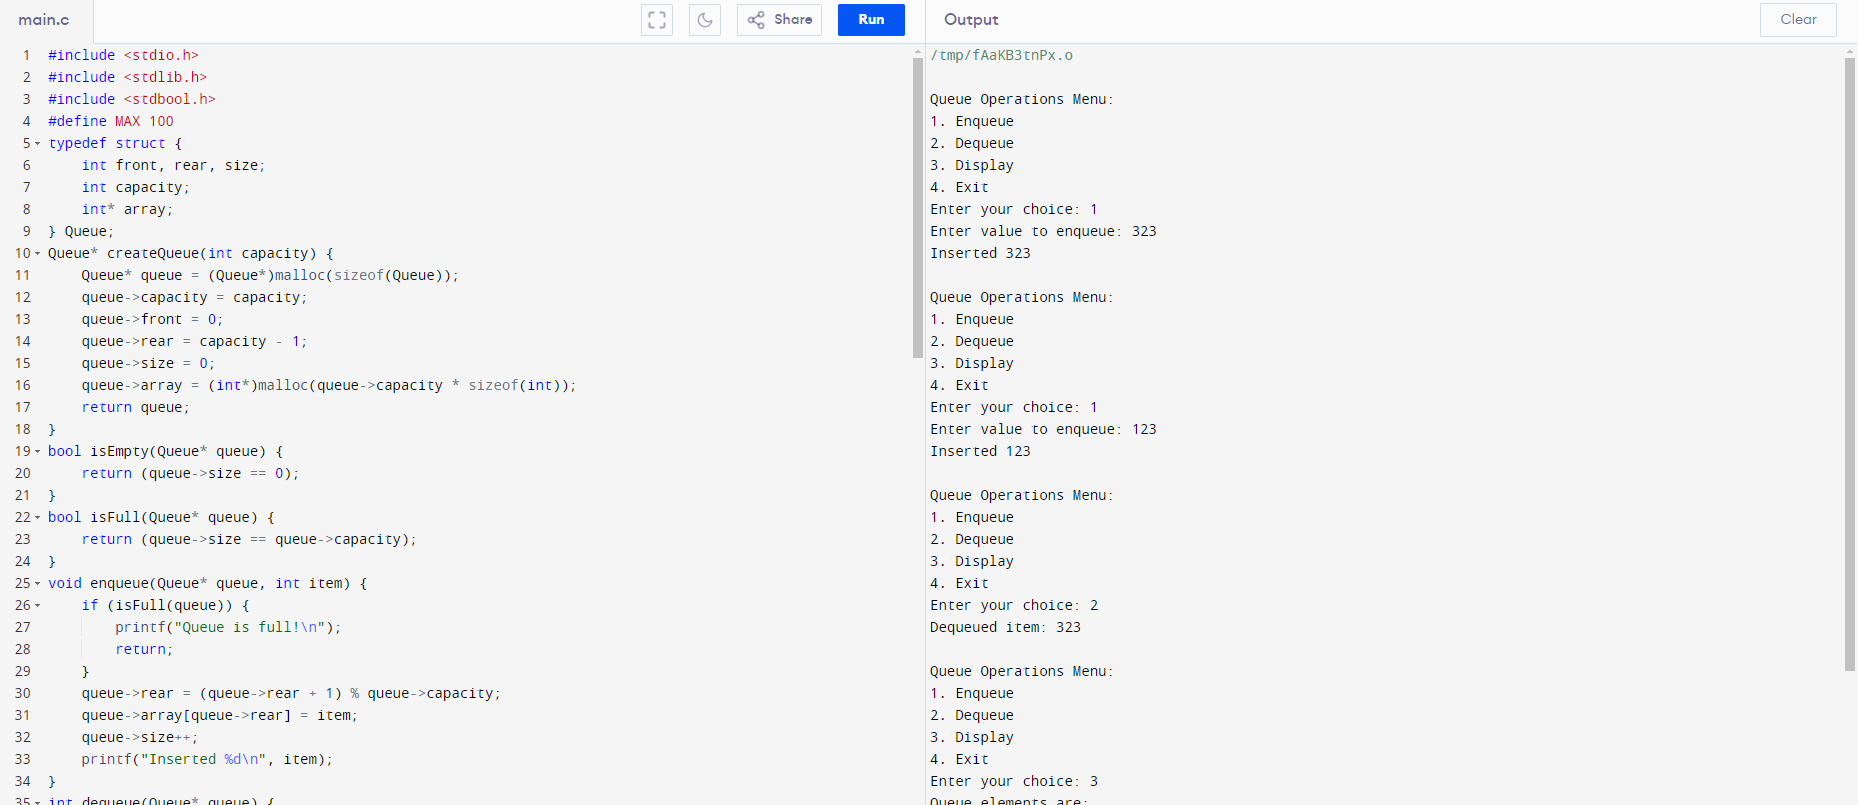 main.c
Share
Run
Output
Clear
1 #include <stdio.h>
2 #include <stdlib.h>
3 #include <stdbool.h>
4 #define MAX 100
5 typedef struct {
6     int front, rear, size;
7     int capacity;
8     int* array;
9 } Queue;
10 Queue* createQueue(int capacity) {
11     Queue* queue = (Queue*)malloc(sizeof(Queue));
12     queue->capacity = capacity;
13     queue->front = 0;
14     queue->rear = capacity - 1;
15     queue->size = 0;
16     queue->array = (int*)malloc(queue->capacity * sizeof(int));
17     return queue;
18 }
19 bool isEmpty(Queue* queue) {
20     return (queue->size == 0);
21 }
22 bool isFull(Queue* queue) {
23     return (queue->size == queue->capacity);
24 }
25 void enqueue(Queue* queue, int item) {
26     if (isFull(queue)) {
27         printf("Queue is full!\n");
28         return;
29     }
30     queue->rear = (queue->rear + 1) % queue->capacity;
31     queue->array[queue->rear] = item;
32     queue->size++;
33     printf("Inserted %d\n", item);
34 }
35 int dequeue(Queue* queue) {
/tmp/fAaKB3tnPx.o
Queue Operations Menu:
1. Enqueue
2. Dequeue
3. Display
4. Exit
Enter your choice: 1
Enter value to enqueue: 323
Inserted 323
Queue Operations Menu:
1. Enqueue
2. Dequeue
3. Display
4. Exit
Enter your choice: 1
Enter value to enqueue: 123
Inserted 123
Queue Operations Menu:
1. Enqueue
2. Dequeue
3. Display
4. Exit
Enter your choice: 2
Dequeued item: 323
Queue Operations Menu:
1. Enqueue
2. Dequeue
3. Display
4. Exit
Enter your choice: 3
Queue elements are: